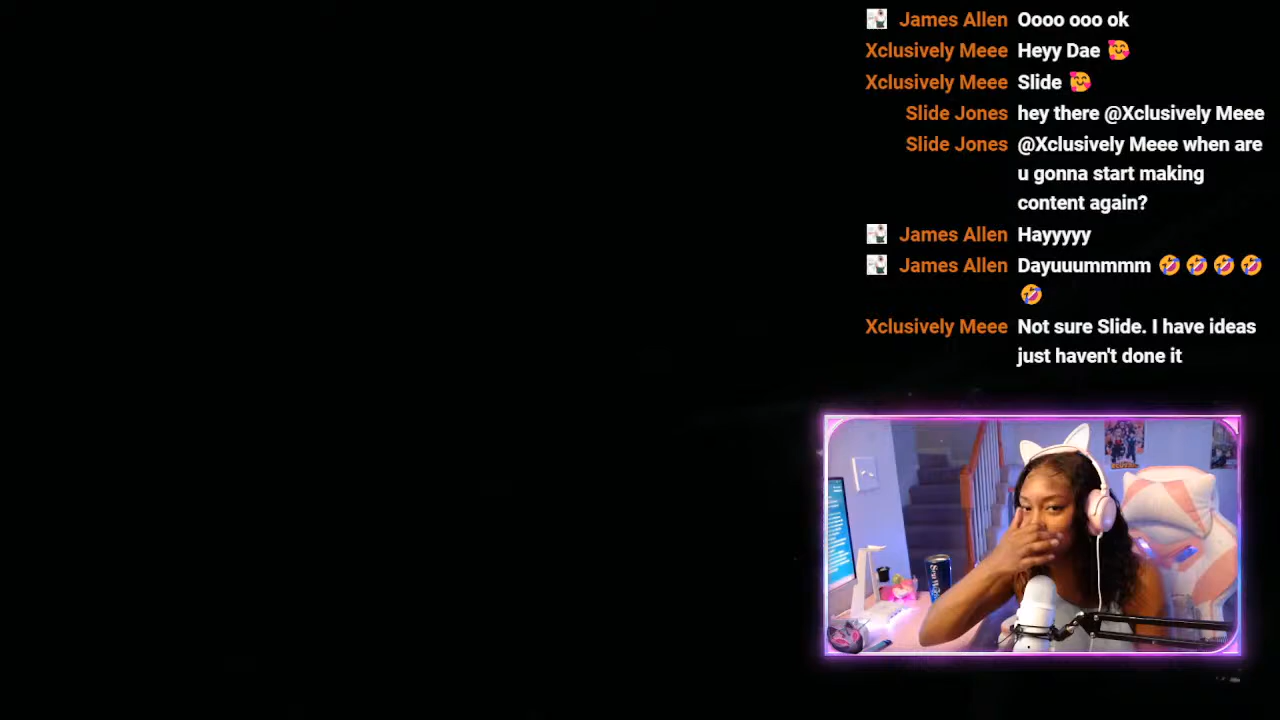 James Allen Oooo ooo ok
Xclusively Meee Heyy Dae 🥰
Xclusively Meee Slide 🥰
Slide Jones hey there @Xclusively Meee
Slide Jones @Xclusively Meee when are
u gonna start making
content again?
James Allen Hayyyyy
James Allen Dayuuummmm 🤣🤣🤣🤣
🤣
Xclusively Meee Not sure Slide. I have ideas
just haven't done it